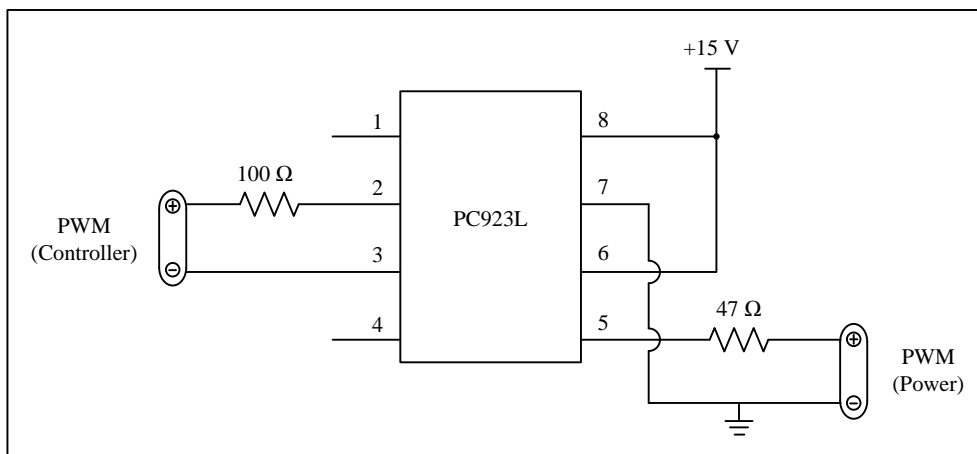 +15 V
1
8
100 Ω
2
7
PWM
(Controller)
+
−
PC923L
3
6
4
5
47 Ω
+
−
PWM
(Power)